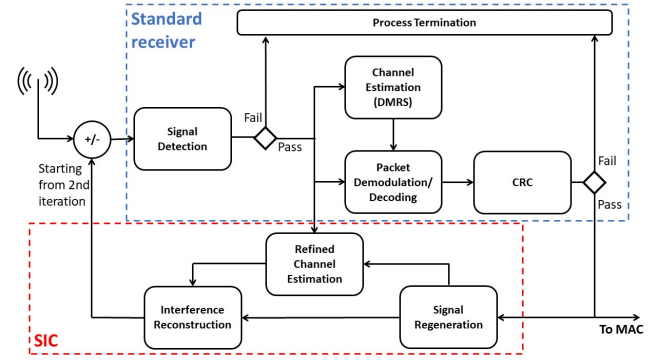 Standard
receiver
Process Termination
Channel
Estimation
(DMRS)
Fail
+/-
Signal
Detection
Pass
Starting
from 2nd
iteration
Packet
Demodulation/
Decoding
CRC
Fail
Pass
Refined
Channel
Estimation
Interference
Reconstruction
Signal
Regeneration
To MAC
SIC